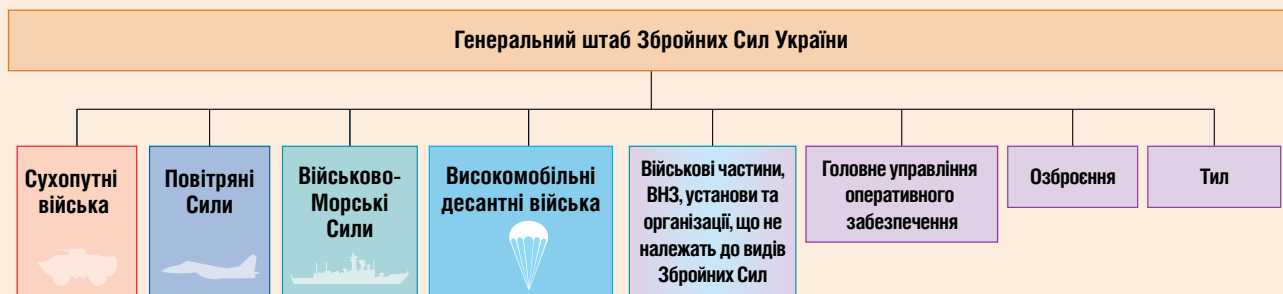 Генеральний штаб Збройних Сил України
Сухопутні
війська
Повітряні
Сили
Військово-
Морські
Сили
Високомобільні
десантні війська
Військові частини,
ВНЗ, установи та
організації, що не
належать до видів
Збройних Сил
Головне управління
оперативного
забезпечення
Озброєння
Тил